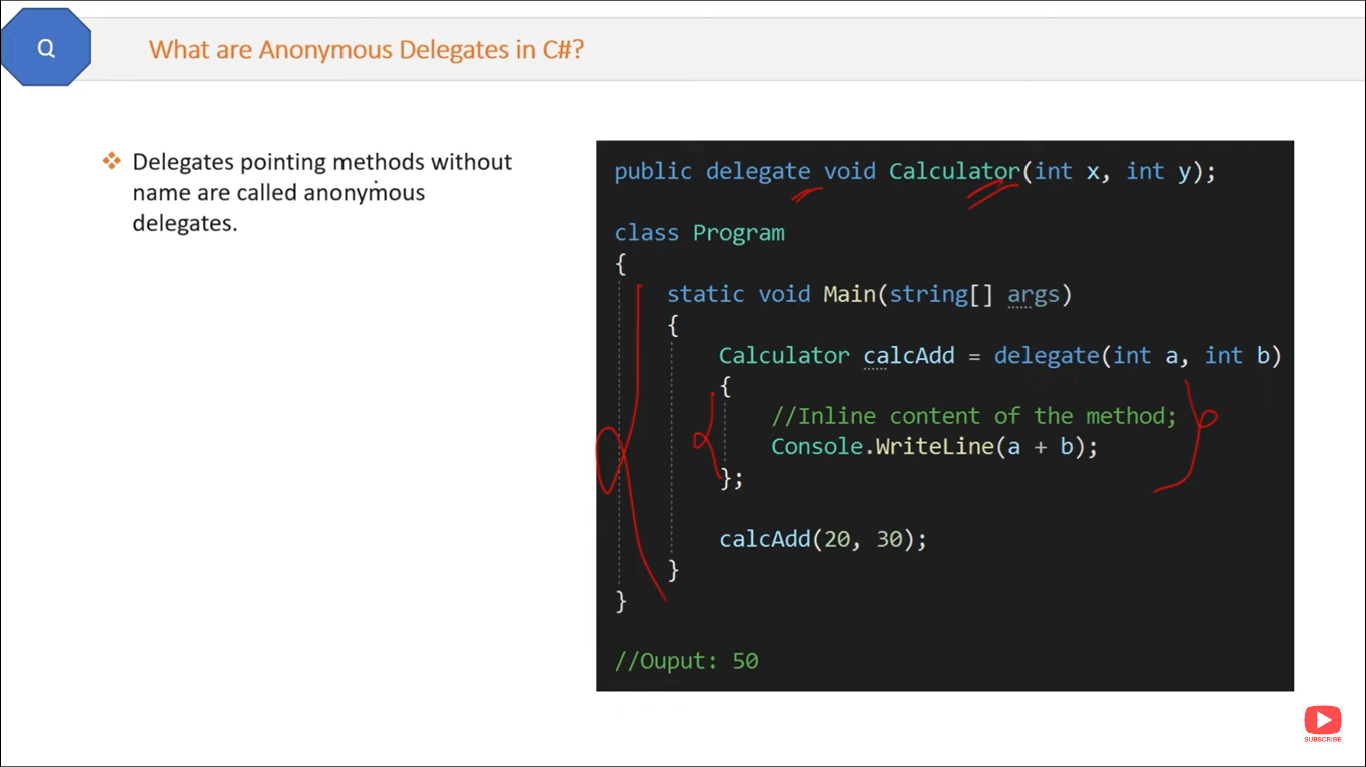 Q
What are Anonymous Delegates in C#?
Delegates pointing methods without
name are called anonymous
delegates.
public delegate void Calculator(int x, int y);
class Program
{
static void Main(string[] args)
{
Calculator calcAdd = delegate(int a, int b)
{
//Inline content of the method;
Console.WriteLine(a + b);
};
calcAdd(20, 30);
}
}
//Ouput: 50
SUBSCRIBE